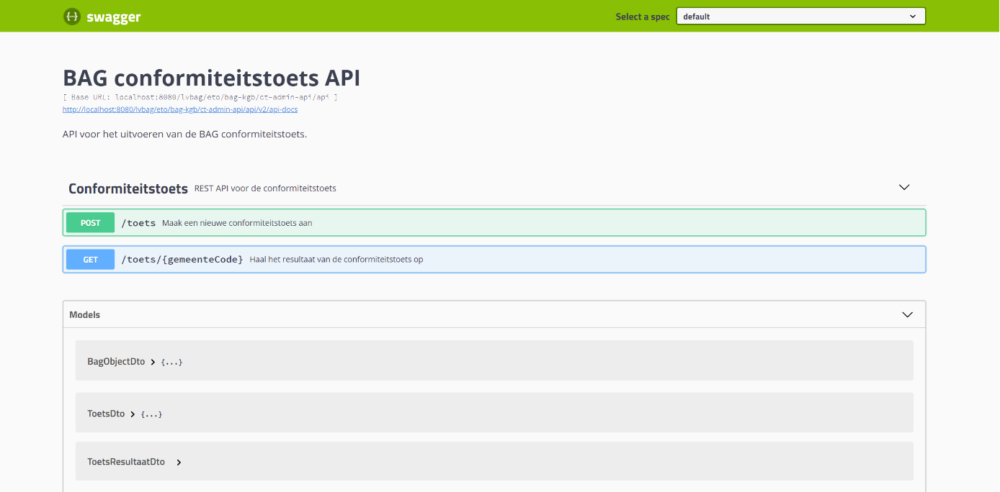 {...} swagger
Select a spec default
BAG conformiteitstoets API
[ Base URL: localhost:8080/lvbag/eto/bag-kgb/ct-admin-api/api ]
http://localhost:8080/lvbag/eto/bag-kgb/ct-admin-api/api/v2/api-docs
API voor het uitvoeren van de BAG conformiteitstoets.
Conformiteitstoets REST API voor de conformiteitstoets
POST /toets Maak een nieuwe conformiteitstoets aan
GET /toets/{gemeenteCode} Haal het resultaat van de conformiteitstoets op
Models
BagObjectDto > {...}
ToetsDto > {...}
ToetsResultaatDto >